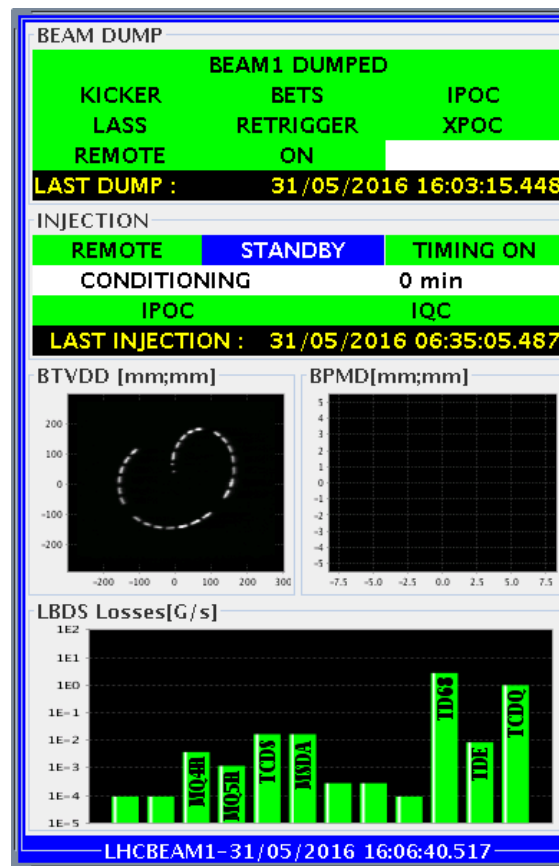 BEAM DUMP
BEAM1 DUMPED
KICKER BETS IPOC
LASS RETRIGGER XPOC
REMOTE ON
LAST DUMP : 31/05/2016 16:03:15.448
INJECTION
REMOTE STANDBY TIMING ON
CONDITIONING 0 min
IPOC IQC
LAST INJECTION : 31/05/2016 06:35:05.487
BTVDD [mm;mm] BPMD[mm;mm]
200
100
0
-100
-200
-200 -100 0 100 200 300
5
4
3
2
1
0
-1
-2
-3
-4
-5
-7.5 -5.0 -2.5 0.0 2.5 5.0 7.5
LBDS Losses[G/s]
1E2
1E1
1E0
1E-1
1E-2
1E-3
1E-4
1E-5
MQ4R
MQ5R
TCDS
MSDA
TD68
TDE
TCDQ
LHCBEAM1-31/05/2016 16:06:40.517